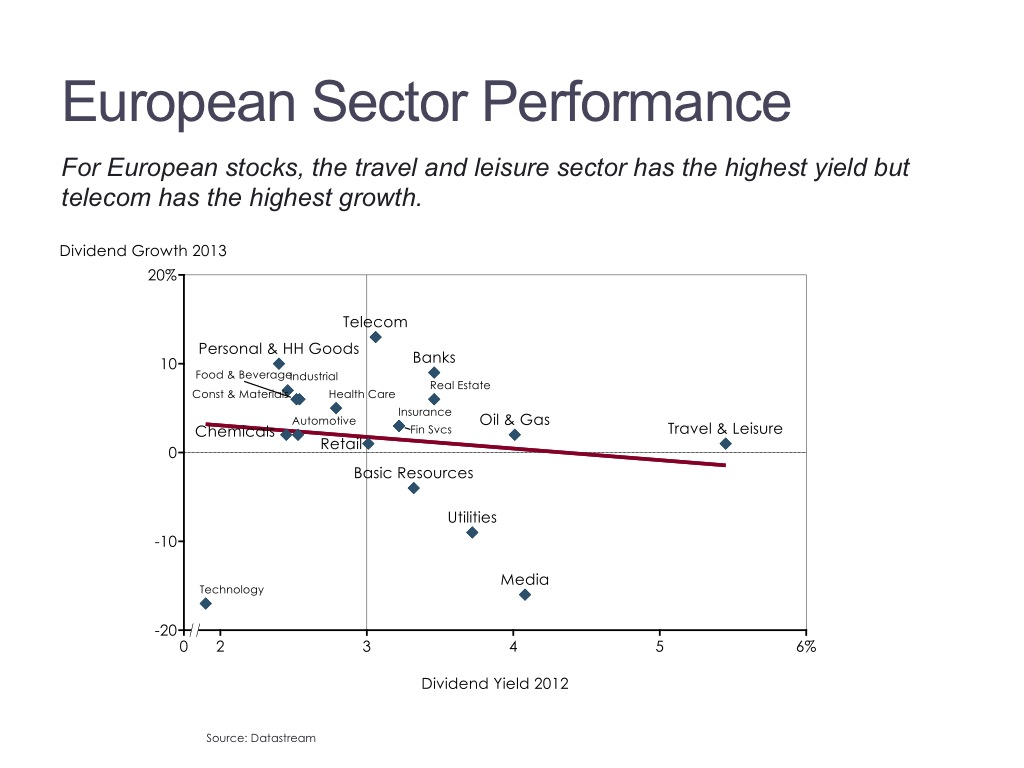 European Sector Performance
For European stocks, the travel and leisure sector has the highest yield but
telecom has the highest growth.
Dividend Growth 2013
20%
Telecom
Personal & HH Goods
Banks
10
Food & Beverage
Industrial
Real Estate
Const & Materials
Health Care
Insurance
Automotive
Oil & Gas
Fin Svcs
Travel & Leisure
Chemicals
Retail
0
Basic Resources
Utilities
-10
Media
Technology
-20
0 2 3 4 5 6%
Dividend Yield 2012
Source: Datastream